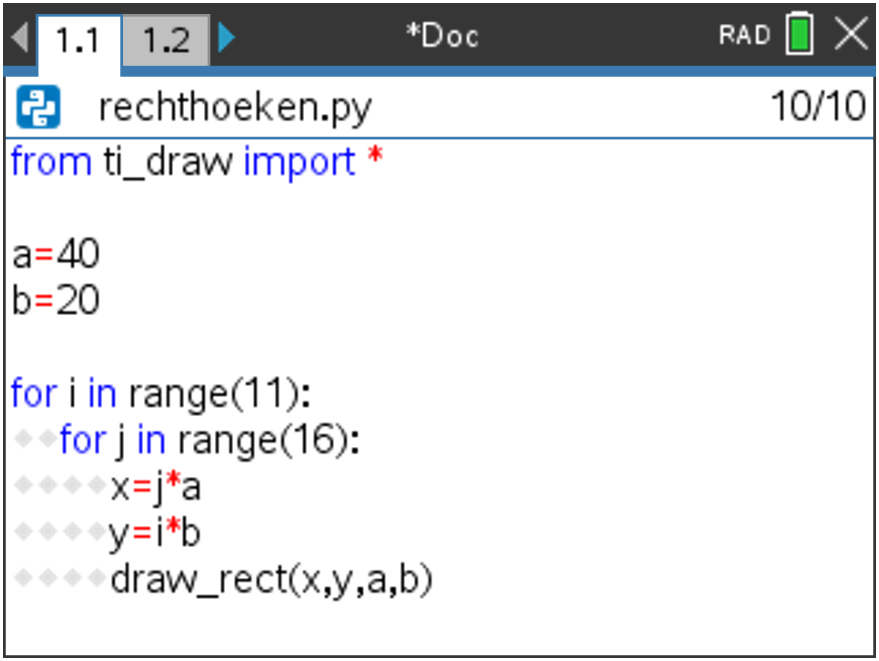 1.1 1.2 *Doc RAD
rechthoeken.py 10/10
from ti_draw import *
a=40
b=20
for i in range(11):
for j in range(16):
x=j*a
y=i*b
draw_rect(x,y,a,b)